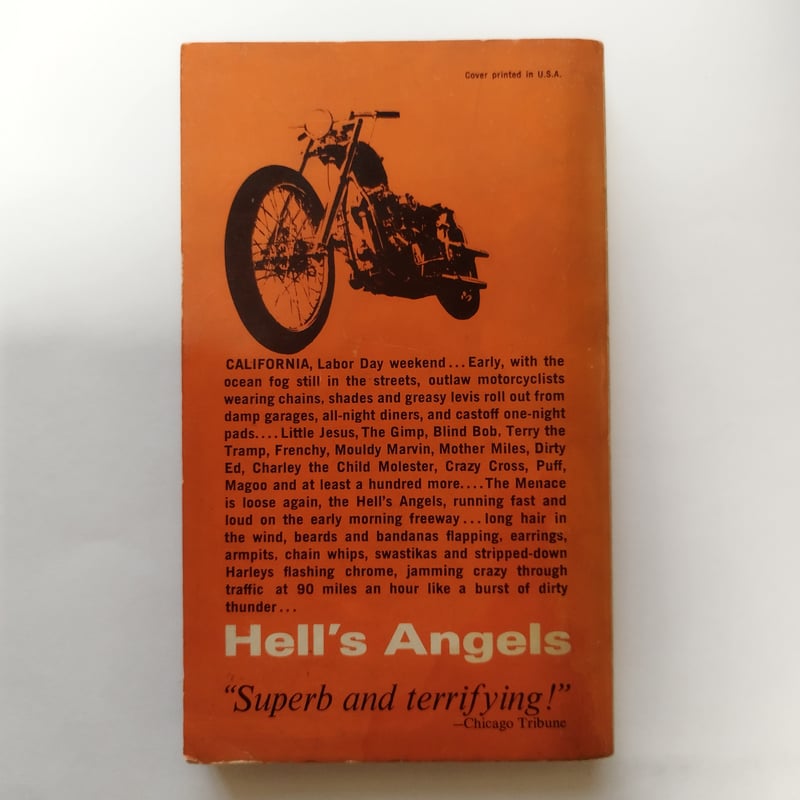 Cover printed in U.S.A.
CALIFORNIA, Labor Day weekend... Early, with the
ocean fog still in the streets, outlaw motorcyclists
wearing chains, shades and greasy levis roll out from
damp garages, all-night diners, and castoff one-night
pads.... Little Jesus, The Gimp, Blind Bob, Terry the
Tramp, Frenchy, Mouldy Marvin, Mother Miles, Dirty
Ed, Charley the Child Molester, Crazy Cross, Puff,
Magoo and at least a hundred more.... The Menace
is loose again, the Hell's Angels, running fast and
loud on the early morning freeway... long hair in
the wind, beards and bandanas flapping, earrings,
armpits, chain whips, swastikas and stripped-down
Harleys flashing chrome, jamming crazy through
traffic at 90 miles an hour like a burst of dirty
thunder...
Hell's Angels
“Superb and terrifying!”
—Chicago Tribune